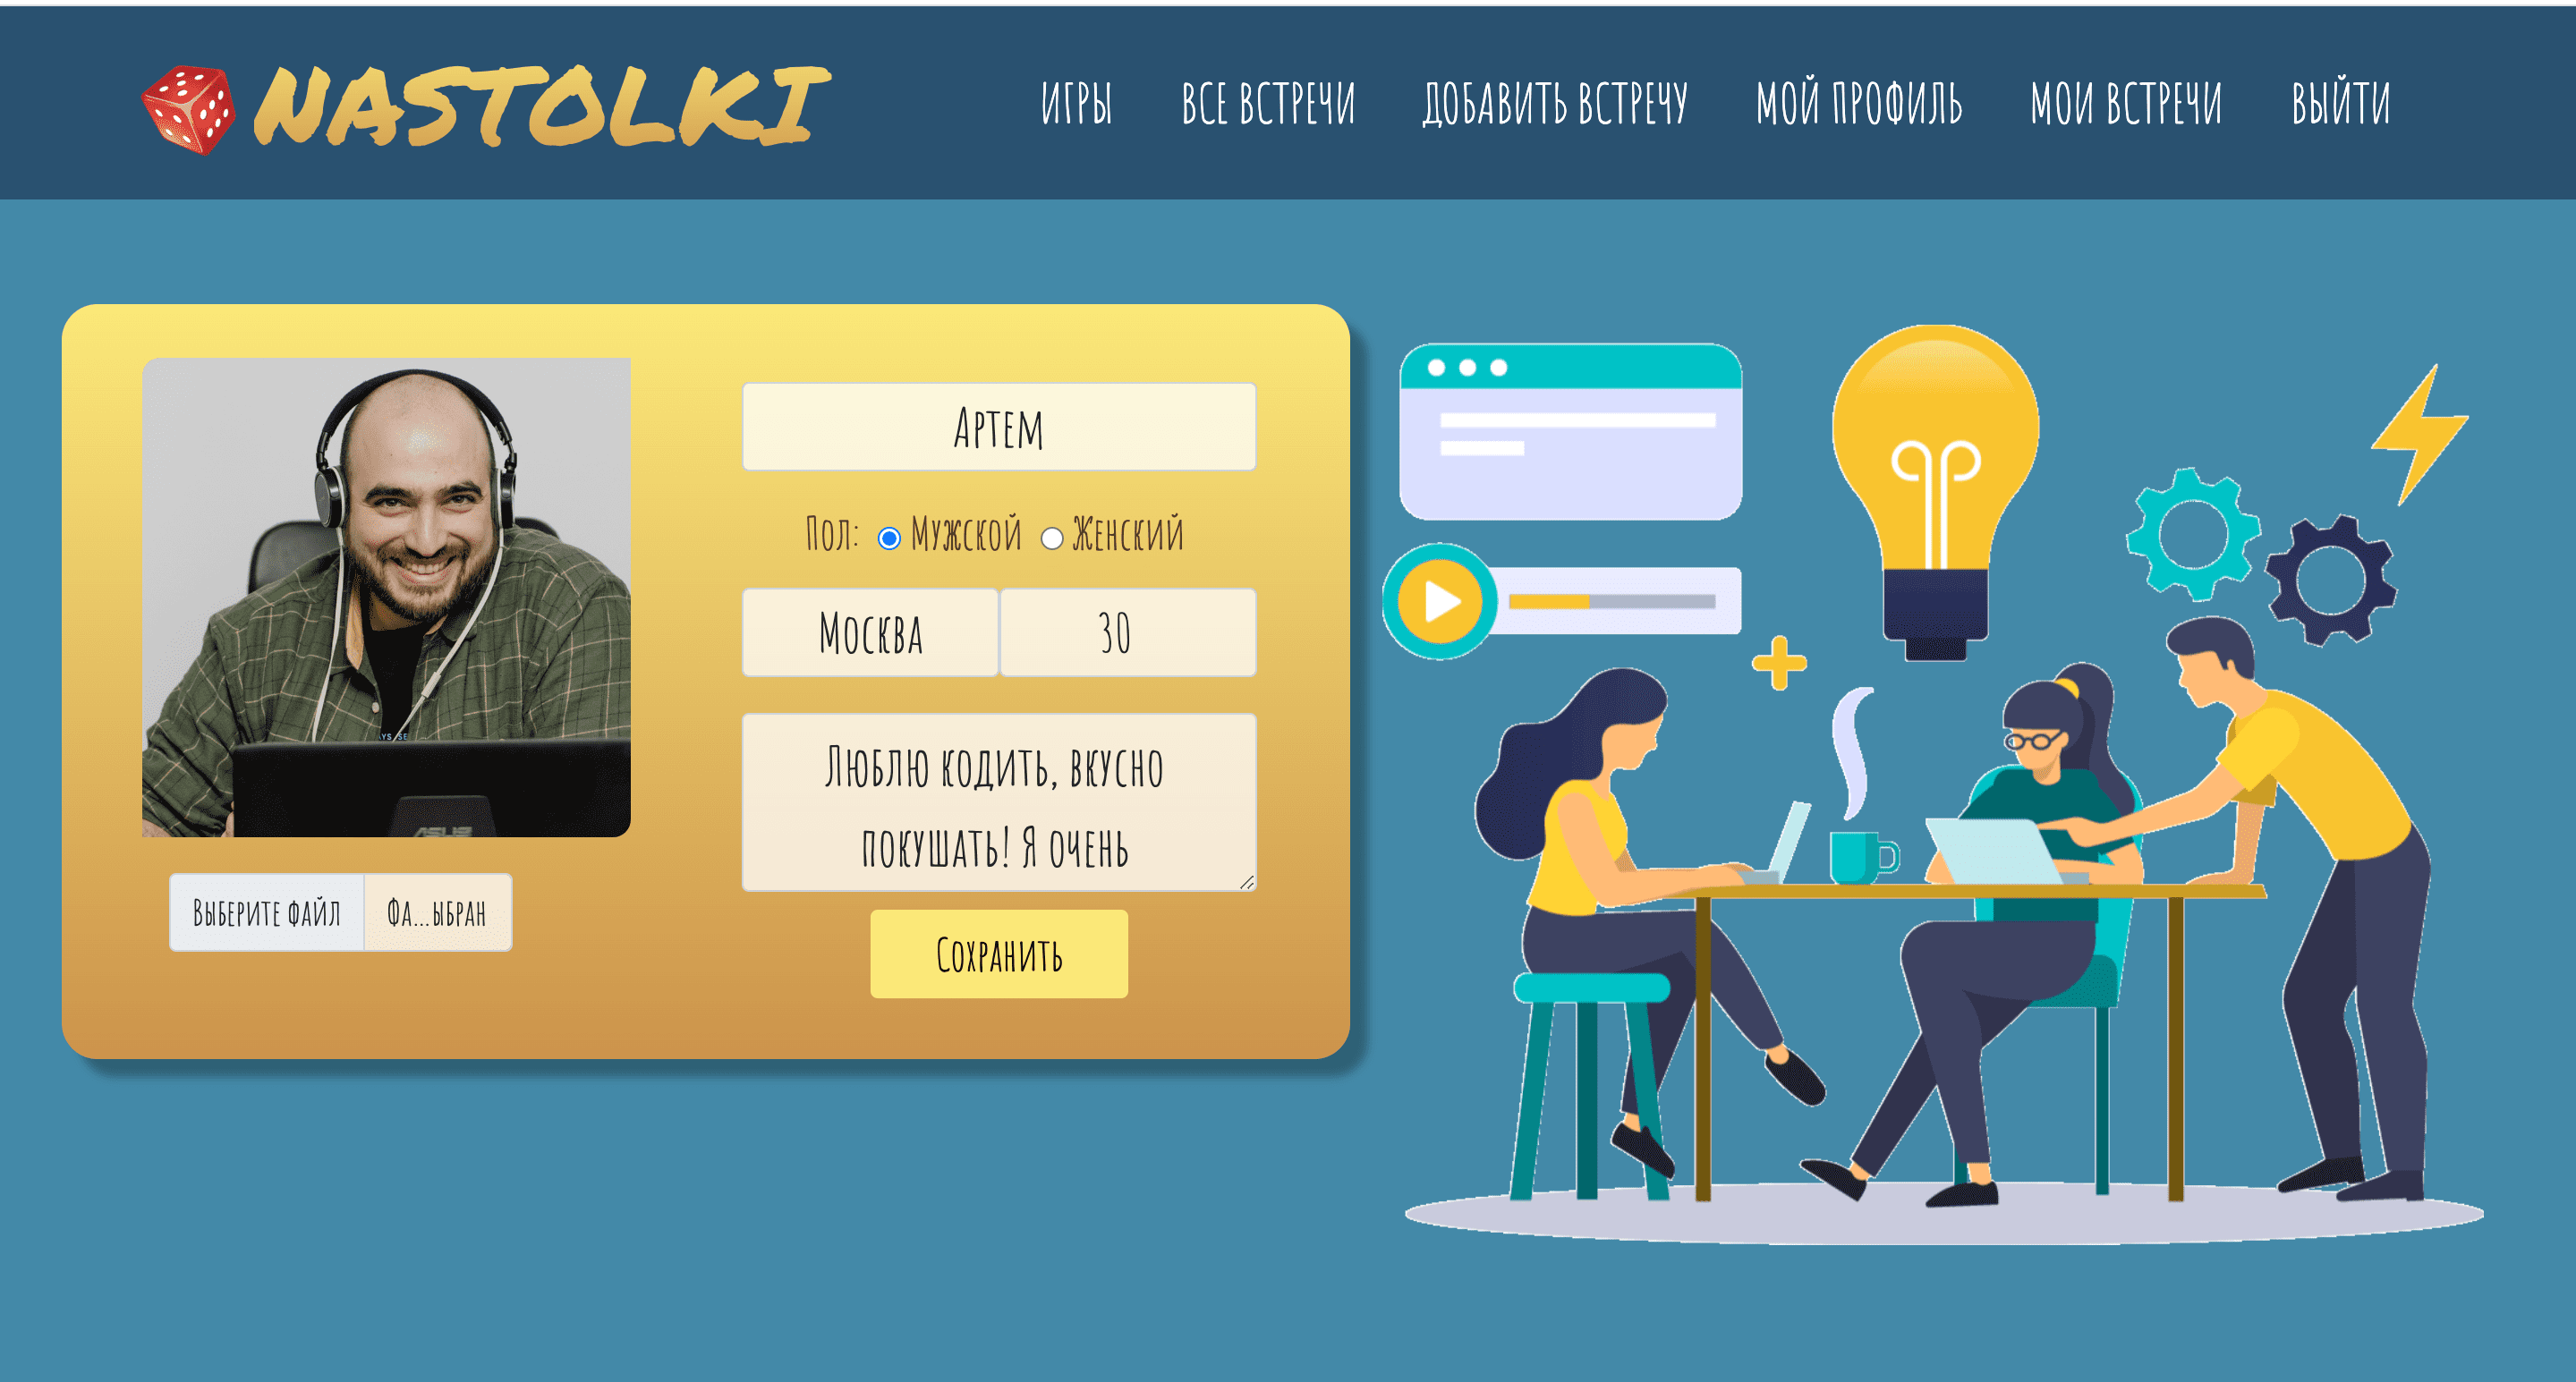 NASTOLKI
ИГРЫ ВСЕ ВСТРЕЧИ ДОБАВИТЬ ВСТРЕЧУ МОЙ ПРОФИЛЬ МОИ ВСТРЕЧИ ВЫЙТИ
Артем
Пол: Мужской Женский
Москва 30
Люблю кодить, вкусно
покушать! Я очень
ASUS
Выберите файл Фа...ыбран
Сохранить